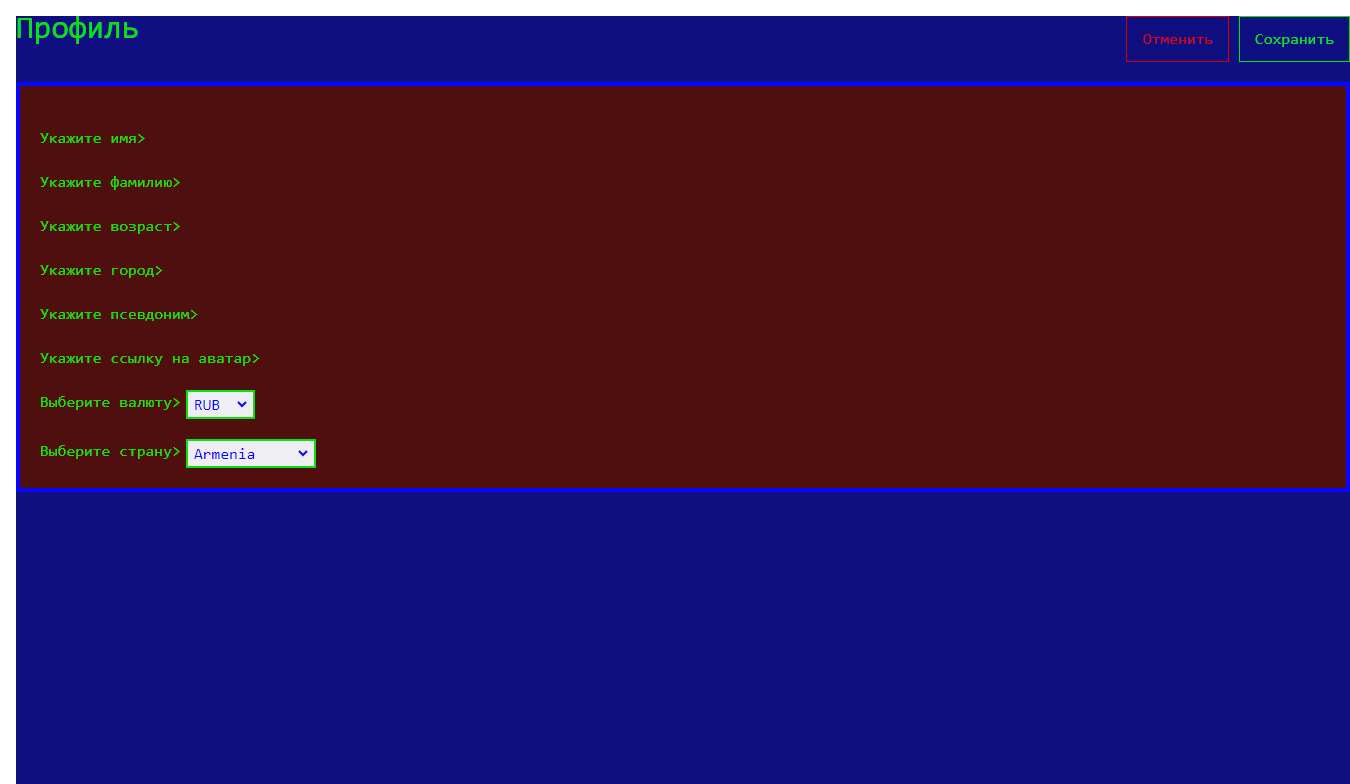 Профиль
Отменить Сохранить
Укажите имя>
Укажите фамилию>
Укажите возраст>
Укажите город>
Укажите псевдоним>
Укажите ссылку на аватар>
Выберите валюту> RUB
Выберите страну> Armenia